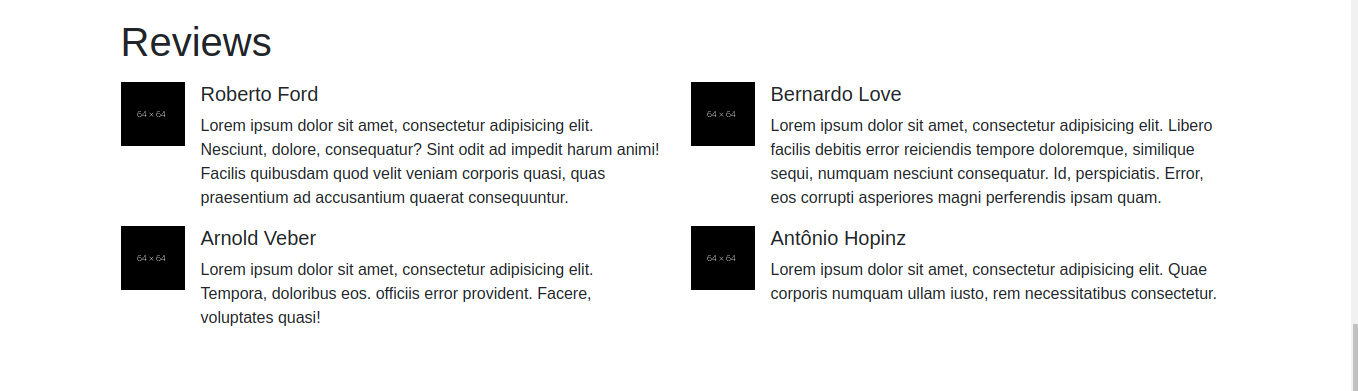 Reviews
64 × 64
Roberto Ford
Lorem ipsum dolor sit amet, consectetur adipisicing elit.
Nesciunt, dolore, consequatur? Sint odit ad impedit harum animi!
Facilis quibusdam quod velit veniam corporis quasi, quas
praesentium ad accusantium quaerat consequuntur.
64 × 64
Bernardo Love
Lorem ipsum dolor sit amet, consectetur adipisicing elit. Libero
facilis debitis error reiciendis tempore doloremque, similique
sequi, numquam nesciunt consequatur. Id, perspiciatis. Error,
eos corrupti asperiores magni perferendis ipsam quam.
64 × 64
Arnold Veber
Lorem ipsum dolor sit amet, consectetur adipisicing elit.
Tempora, doloribus eos. officiis error provident. Facere,
voluptates quasi!
64 × 64
Antônio Hopinz
Lorem ipsum dolor sit amet, consectetur adipisicing elit. Quae
corporis numquam ullam iusto, rem necessitatibus consectetur.